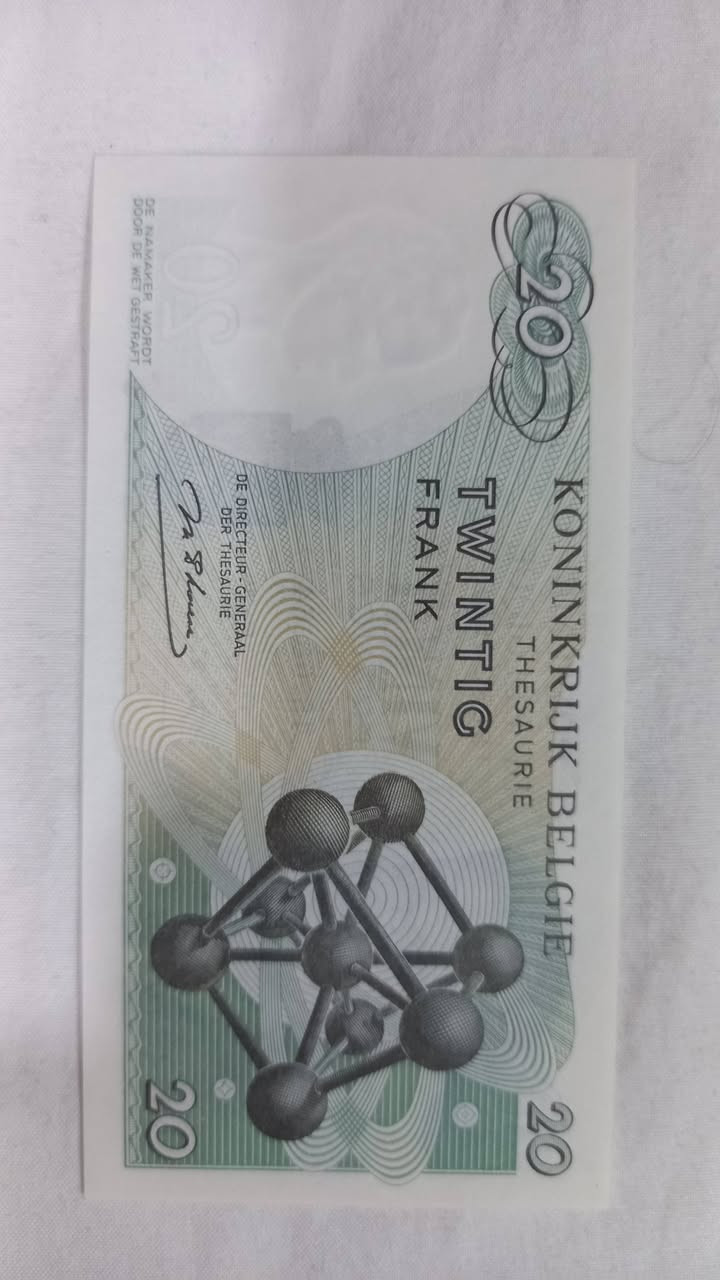 20
KONINKRIJK BELGIE
THESAURIE
20
TWINTIG
FRANK
DE DIRECTEUR-GENERAAL
DER THESAURIE
DE NAMAKER WORDT
DOOR DE WET GESTRAFT
20